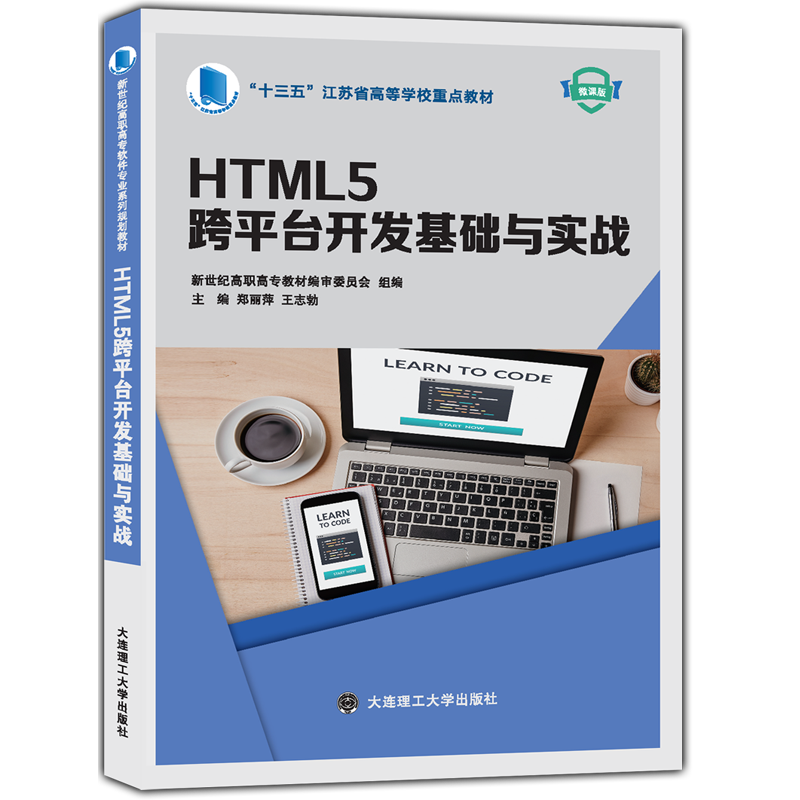 新世纪高职高专软件专业系列规划教材
HTML5跨平台开发基础与实战
大连理工大学出版社
“十三五”江苏省高等学校重点教材
微课版
HTML5
跨平台开发基础与实战
新世纪高职高专教材编审委员会 组编
主 编 郑丽萍 王志勃
LEARN TO CODE
START NOW
LEARN
TO CODE
START NOW
大连理工大学出版社